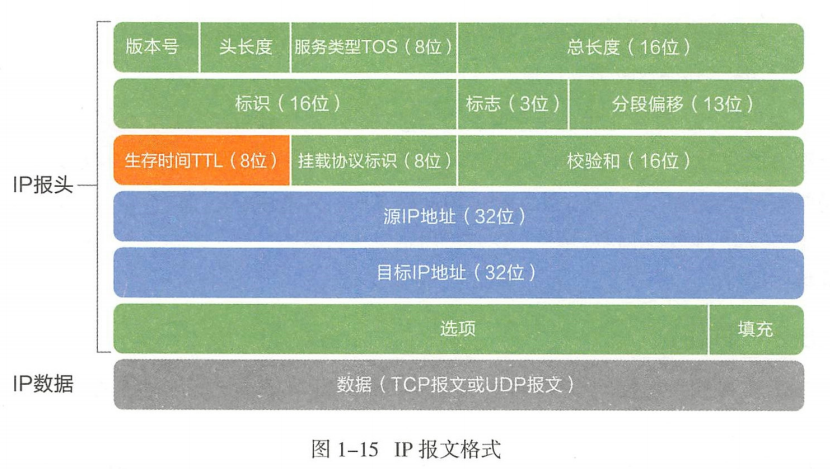 版本号 头长度 服务类型TOS（8位） 总长度（16位）
标识（16位） 标志（3位） 分段偏移（13位）
生存时间TTL（8位） 挂载协议标识（8位） 校验和（16位）
IP报头
源IP地址（32位）
目标IP地址（32位）
选项 填充
IP数据 数据（TCP报文或UDP报文）
图 1-15 IP 报文格式